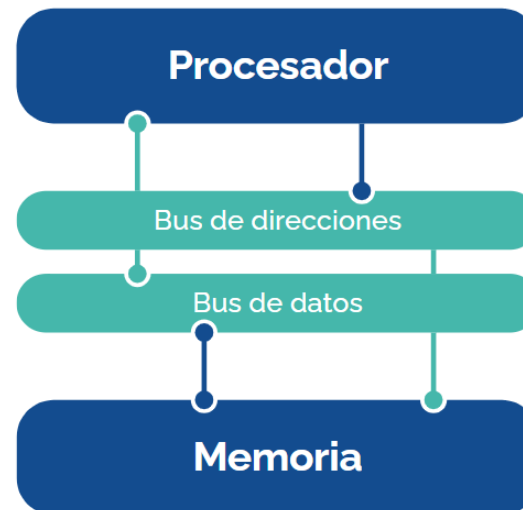 Procesador
Bus de direcciones
Bus de datos
Memoria